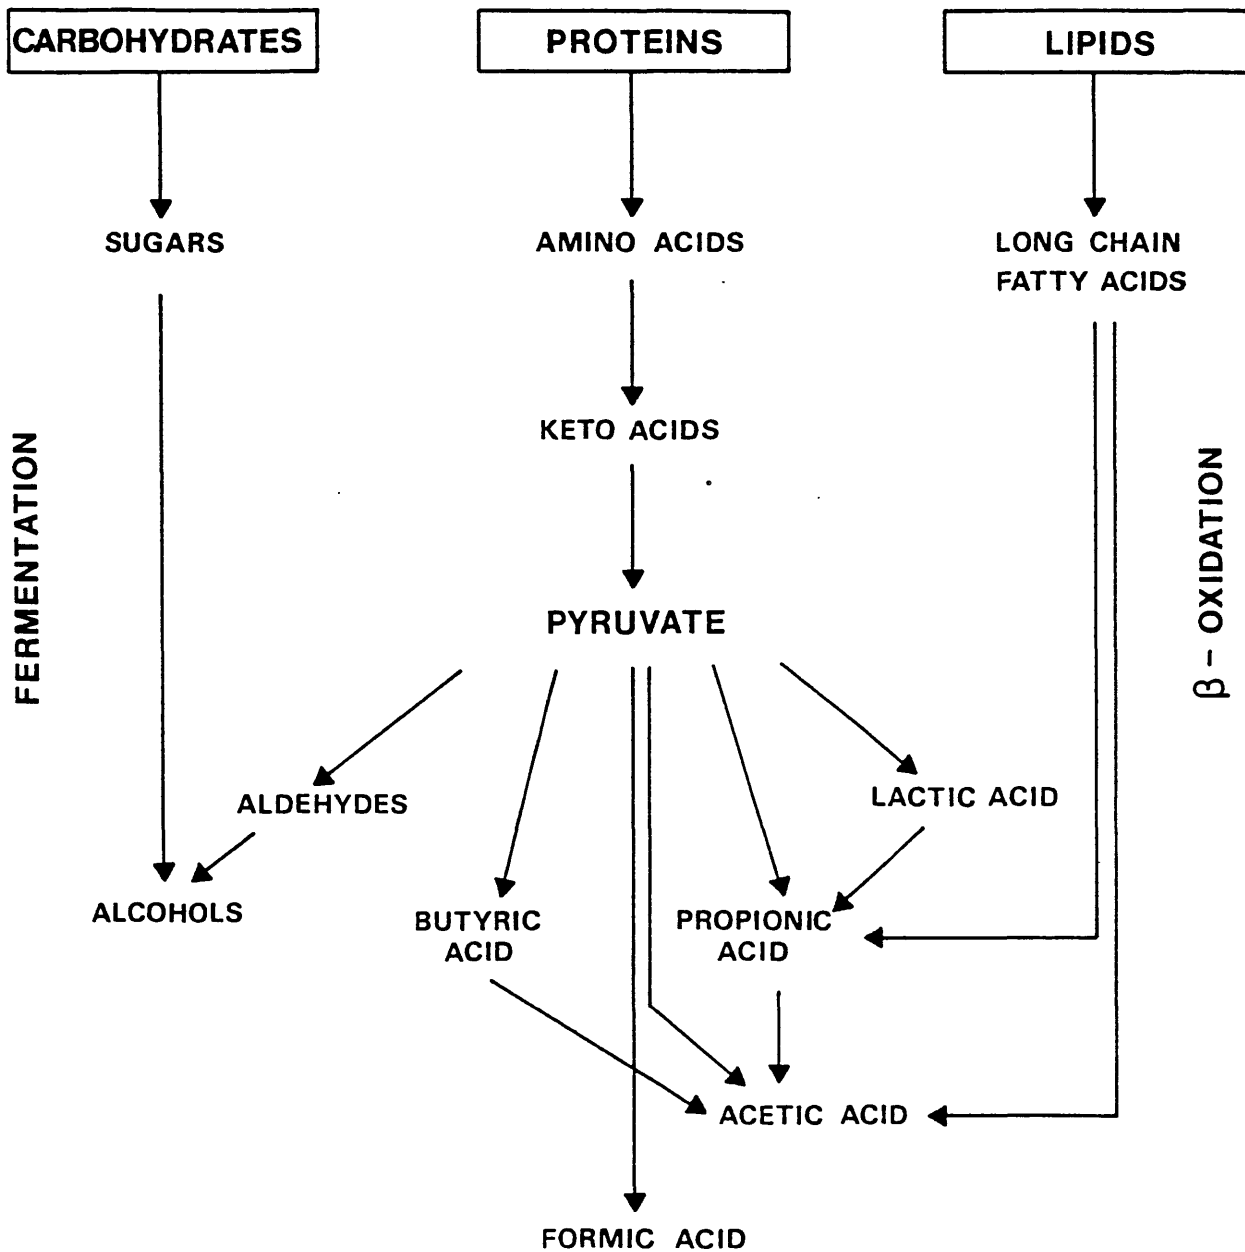 CARBOHYDRATES
PROTEINS
LIPIDS
SUGARS
AMINO ACIDS
LONG CHAIN
FATTY ACIDS
KETO ACIDS
FERMENTATION
β - OXIDATION
PYRUVATE
ALDEHYDES
LACTIC ACID
ALCOHOLS
BUTYRIC
ACID
PROPIONIC
ACID
ACETIC ACID
FORMIC ACID